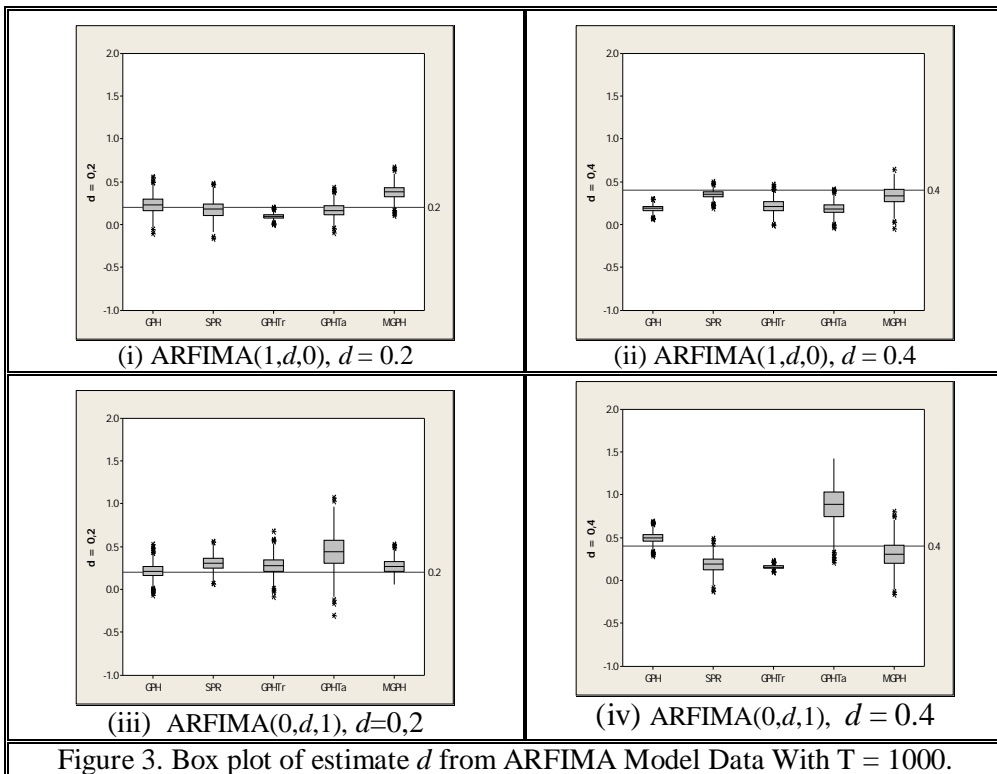 2.0
1.5
1.0
0.5
0.0
-0.5
-1.0
d = 0,2
0.2
GPH SPR GPHTr GPHTa MGPH
(i) ARFIMA(1,d,0), d = 0.2
2.0
1.5
1.0
0.5
0.0
-0.5
-1.0
d = 0,4
0.4
GPH SPR GPHTr GPHTa MGPH
(ii) ARFIMA(1,d,0), d = 0.4
2.0
1.5
1.0
0.5
0.0
-0.5
-1.0
d = 0,2
0.2
GPH SPR GPHTr GPHTa MGPH
(iii) ARFIMA(0,d,1), d=0,2
2.0
1.5
1.0
0.5
0.0
-0.5
-1.0
d = 0,4
0.4
GPH SPR GPHTr GPHTa MGPH
(iv) ARFIMA(0,d,1), d = 0.4
Figure 3. Box plot of estimate d from ARFIMA Model Data With T = 1000.